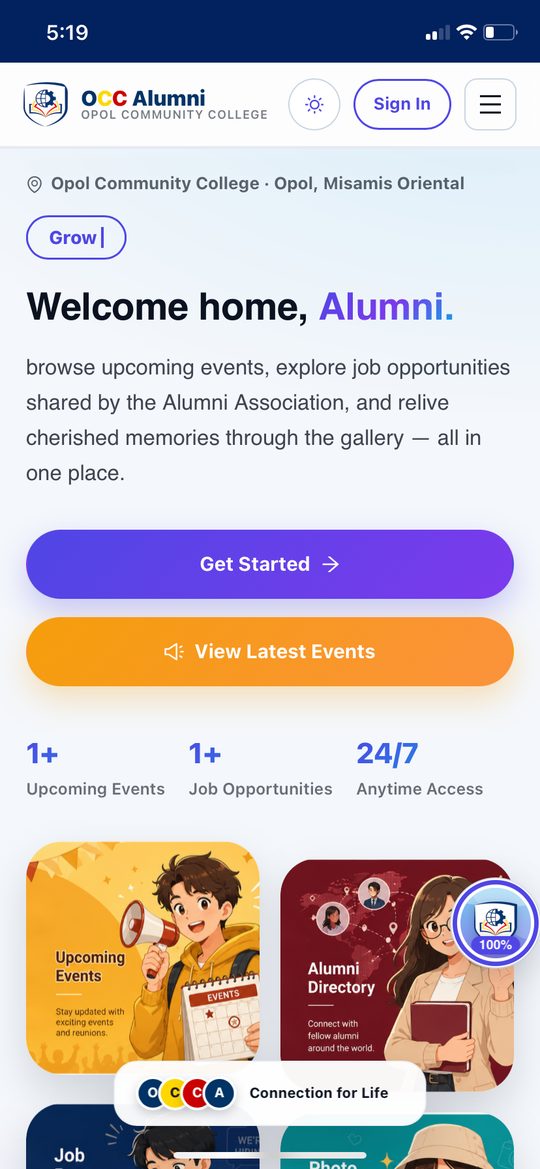 5:19
OCC Alumni
OPOL COMMUNITY COLLEGE
Sign In
Opol Community College · Opol, Misamis Oriental
Grow
Welcome home, Alumni.
browse upcoming events, explore job opportunities
shared by the Alumni Association, and relive
cherished memories through the gallery — all in
one place.
Get Started →
View Latest Events
1+ 1+ 24/7
Upcoming Events Job Opportunities Anytime Access
Upcoming
Events
Stay updated with
exciting events
and reunions.
EVENTS
Alumni
Directory
Connect with
fellow alumni
around the world.
100%
O C C A Connection for Life
Job
WE'R
Photo